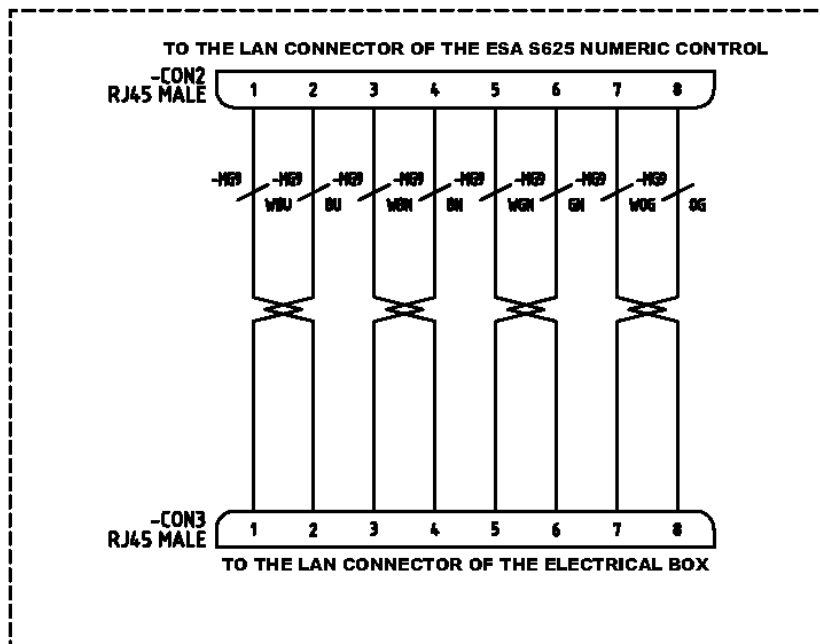 TO THE LAN CONNECTOR OF THE ESA S625 NUMERIC CONTROL
-CON2
RJ45 MALE
1 2 3 4 5 6 7 8
-MG9 -MG9 -MG9 -MG9 -MG9 -MG9 -MG9 -MG9
WBU BU WBN BN WGN GN WOG OG
-CON3
RJ45 MALE
1 2 3 4 5 6 7 8
TO THE LAN CONNECTOR OF THE ELECTRICAL BOX